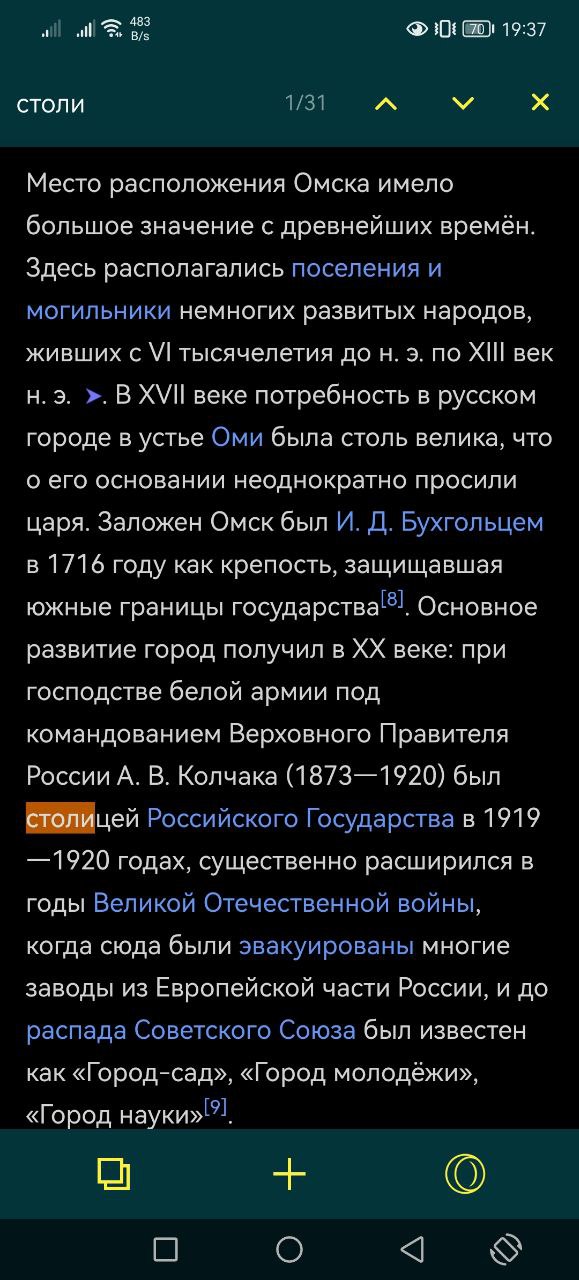 483
B/s
70
19:37
столи
1/31
Место расположения Омска имело
большое значение с древнейших времён.
Здесь располагались поселения и
могильники немногих развитых народов,
живших с VI тысячелетия до н. э. по XIII век
н. э. ➤. В XVII веке потребность в русском
городе в устье Оми была столь велика, что
о его основании неоднократно просили
царя. Заложен Омск был И. Д. Бухгольцем
в 1716 году как крепость, защищавшая
южные границы государства[8]. Основное
развитие город получил в XX веке: при
господстве белой армии под
командованием Верховного Правителя
России А. В. Колчака (1873—1920) был
столицей Российского Государства в 1919
—1920 годах, существенно расширился в
годы Великой Отечественной войны,
когда сюда были эвакуированы многие
заводы из Европейской части России, и до
распада Советского Союза был известен
как «Город-сад», «Город молодёжи»,
«Город науки»[9].